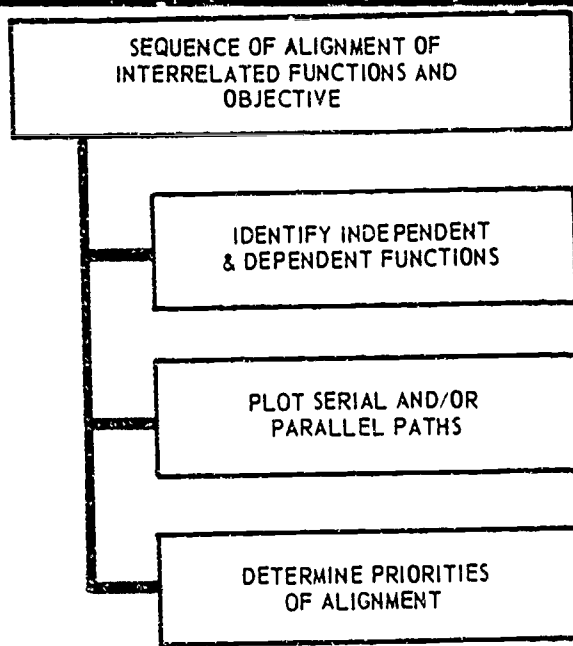 SEQUENCE OF ALIGNMENT OF
INTERRELATED FUNCTIONS AND
OBJECTIVE
IDENTIFY INDEPENDENT
& DEPENDENT FUNCTIONS
PLOT SERIAL AND/OR
PARALLEL PATHS
DETERMINE PRIORITIES
OF ALIGNMENT